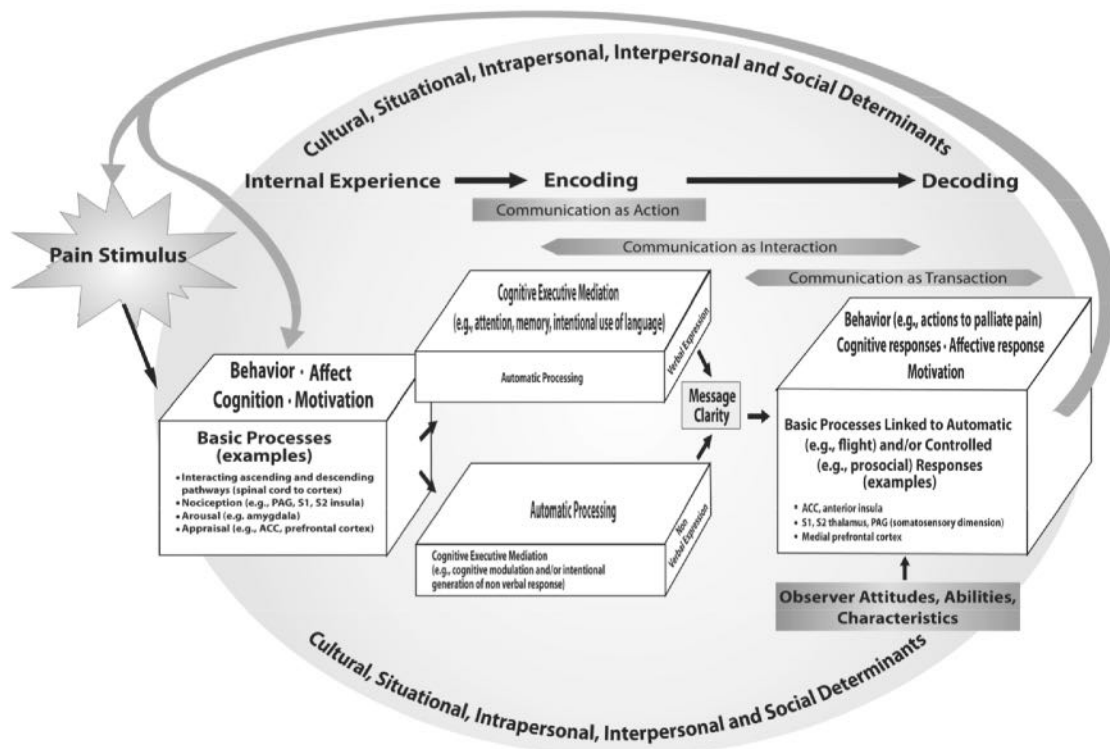 Cultural, Situational, Intrapersonal, Interpersonal and Social Determinants
Internal Experience
Encoding
Decoding
Communication as Action
Communication as Interaction
Communication as Transaction
Pain Stimulus
Behavior · Affect
Cognition · Motivation
Basic Processes
(examples)
• Interacting ascending and descending
pathways (spinal cord to cortex)
• Nociception (e.g., PAG, S1, S2 insula)
• Arousal (e.g. amygdala)
• Appraisal (e.g., ACC, prefrontal cortex)
Cognitive Executive Mediation
(e.g., attention, memory, intentional use of language)
Automatic Processing
Verbal Expression
Automatic Processing
Cognitive Executive Mediation
(e.g., cognitive modulation and/or intentional
generation of non verbal response)
Non
Verbal Expression
Message
Clarity
Behavior (e.g., actions to palliate pain)
Cognitive responses · Affective response
Motivation
Basic Processes Linked to Automatic
(e.g., flight) and/or Controlled
(e.g., prosocial) Responses
(examples)
• ACC, anterior insula
• S1, S2 thalamus, PAG (somatosensory dimension)
• Medial prefrontal cortex
Observer Attitudes, Abilities,
Characteristics
Cultural, Situational, Intrapersonal, Interpersonal and Social Determinants